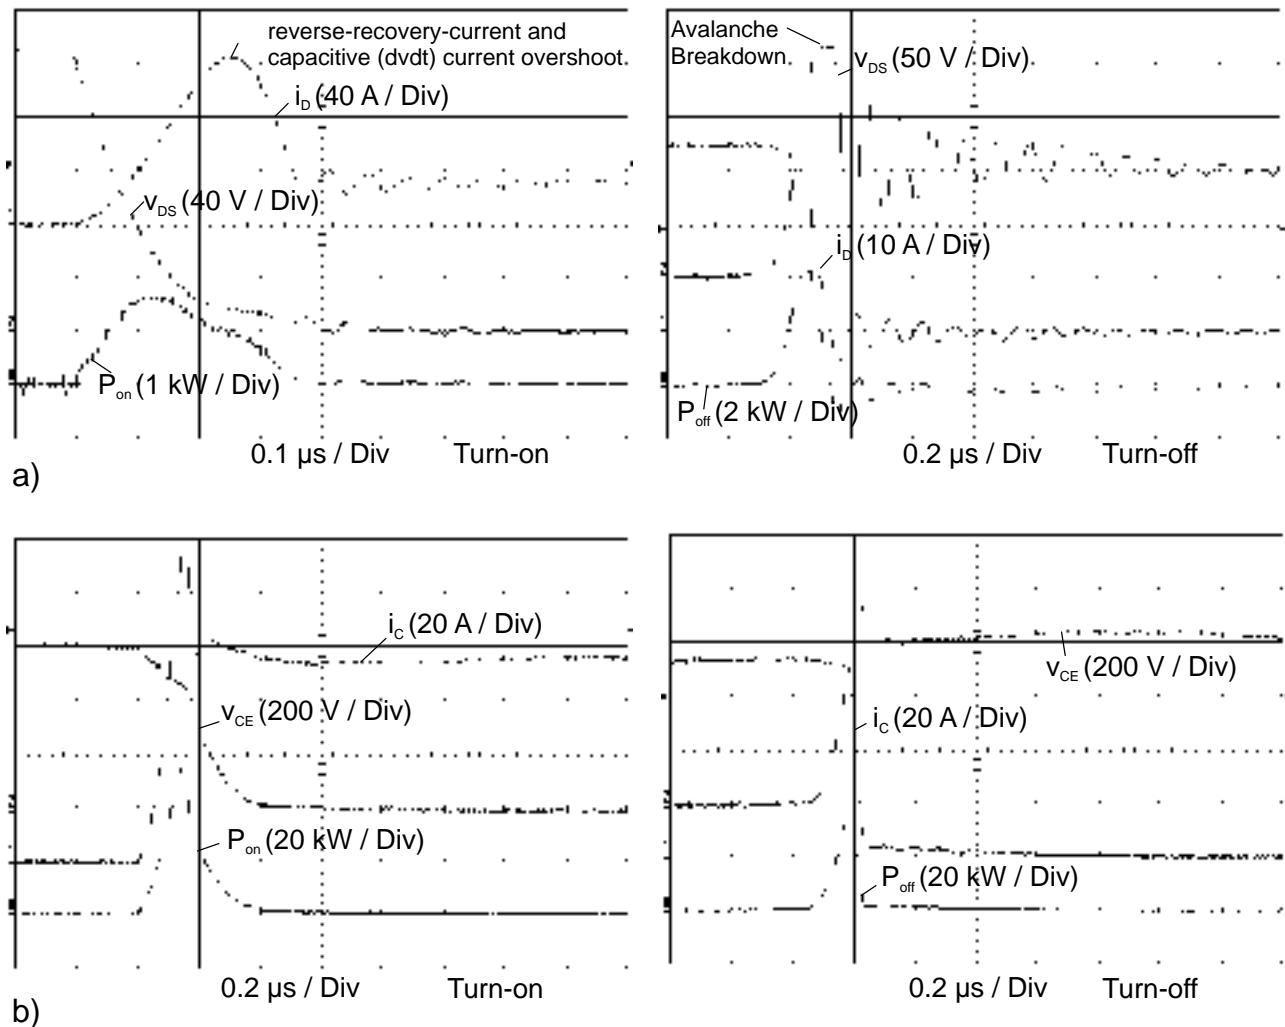 reverse-recovery-current and
capacitive (dvdt) current overshoot
iD (40 A / Div)
vDS (40 V / Div)
Pon (1 kW / Div)
0.1 µs / Div Turn-on
Avalanche
Breakdown
vDS (50 V / Div)
iD (10 A / Div)
Poff (2 kW / Div)
0.2 µs / Div Turn-off
a)
iC (20 A / Div)
vCE (200 V / Div)
Pon (20 kW / Div)
0.2 µs / Div Turn-on
vCE (200 V / Div)
iC (20 A / Div)
Poff (20 kW / Div)
0.2 µs / Div Turn-off
b)